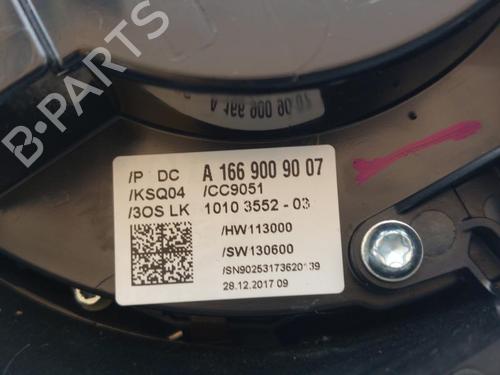 B-PARTS
/P DC A 166 900 90 07
/KSQ04 /CC9051
/3OS LK 1010 3552 - 03
/HW113000
/SW130600
28.12.2017 09